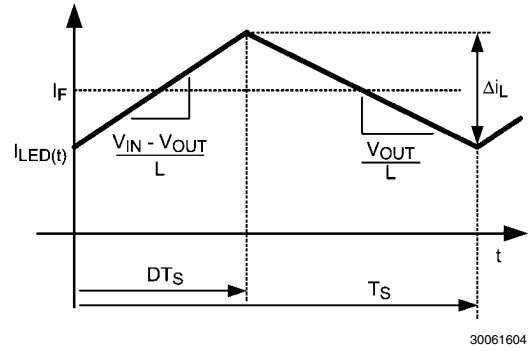 I_F
Δi_L
V_IN - V_OUT
L
V_OUT
L
I_LED(t)
t
DT_S
T_S
30061604